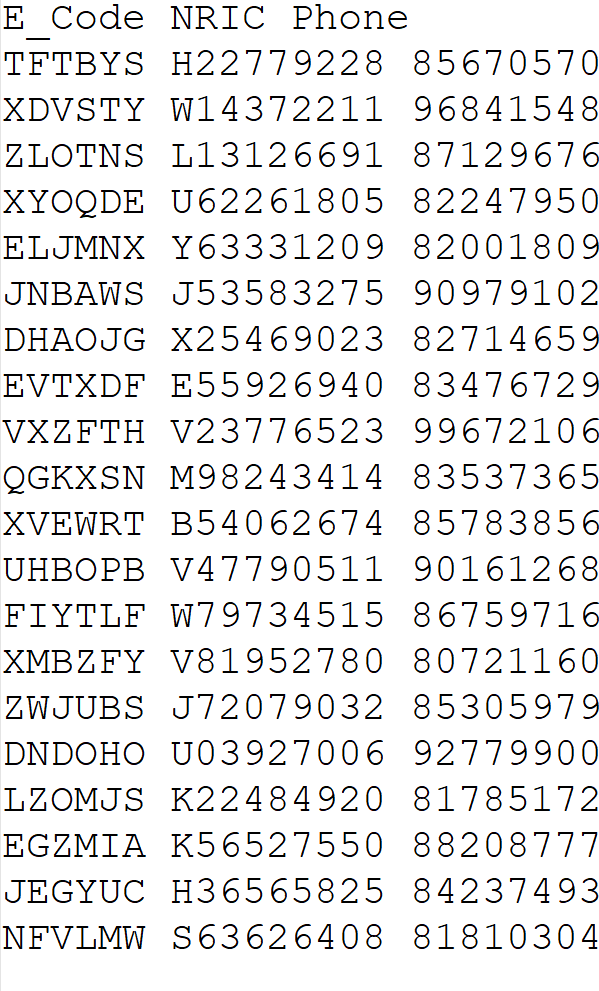 E_Code NRIC Phone
TFTBYS H22779228 85670570
XDVSTY W14372211 96841548
ZLOTNS L13126691 87129676
XYOQDE U62261805 82247950
ELJMNX Y63331209 82001809
JNBAWS J53583275 90979102
DHAOJG X25469023 82714659
EVTXDF E55926940 83476729
VXZFTH V23776523 99672106
QGKXSN M98243414 83537365
XVEWRT B54062674 85783856
UHBOPB V47790511 90161268
FIYTLF W79734515 86759716
XMBZFY V81952780 80721160
ZWJUBS J72079032 85305979
DNDOHO U03927006 92779900
LZOMJS K22484920 81785172
EGZMIA K56527550 88208777
JEGYUC H36565825 84237493
NFVLMW S63626408 81810304